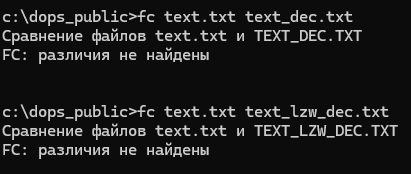 c:\dops_public>fc text.txt text_dec.txt
Сравнение файлов text.txt и TEXT_DEC.TXT
FC: различия не найдены
c:\dops_public>fc text.txt text_lzw_dec.txt
Сравнение файлов text.txt и TEXT_LZW_DEC.TXT
FC: различия не найдены